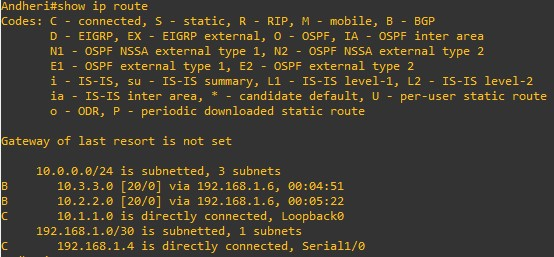 Andheri#show ip route
Codes: C - connected, S - static, R - RIP, M - mobile, B - BGP
D - EIGRP, EX - EIGRP external, O - OSPF, IA - OSPF inter area
N1 - OSPF NSSA external type 1, N2 - OSPF NSSA external type 2
E1 - OSPF external type 1, E2 - OSPF external type 2
i - IS-IS, su - IS-IS summary, L1 - IS-IS level-1, L2 - IS-IS level-2
ia - IS-IS inter area, * - candidate default, U - per-user static route
o - ODR, P - periodic downloaded static route
Gateway of last resort is not set
10.0.0.0/24 is subnetted, 3 subnets
B 10.3.3.0 [20/0] via 192.168.1.6, 00:04:51
B 10.2.2.0 [20/0] via 192.168.1.6, 00:05:22
C 10.1.1.0 is directly connected, Loopback0
192.168.1.0/30 is subnetted, 1 subnets
C 192.168.1.4 is directly connected, Serial1/0